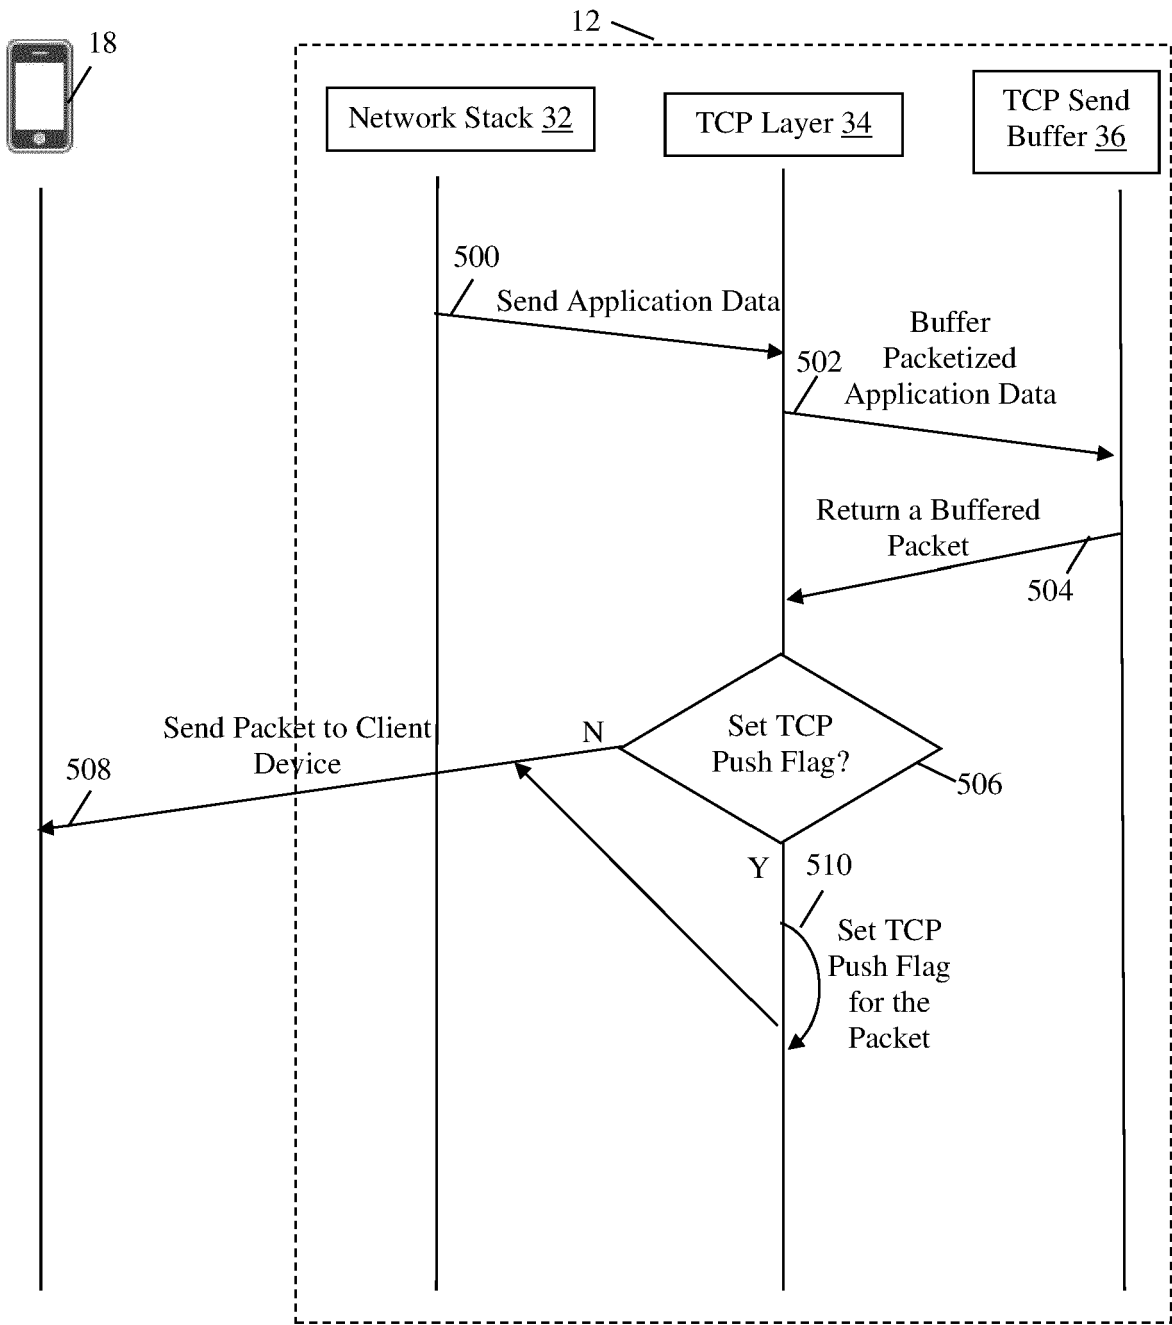 12
18
Network Stack 32
TCP Layer 34
TCP Send
Buffer 36
500
Send Application Data
Buffer
Packetized
Application Data
502
Return a Buffered
Packet
504
Set TCP
Push Flag?
506
N
Send Packet to Client
Device
508
Y
510
Set TCP
Push Flag
for the
Packet